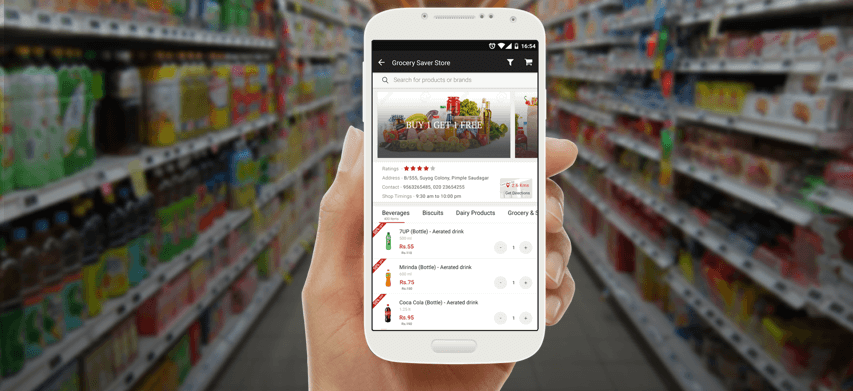 16:54
Grocery Saver Store
Search for products or brands
BUY 1 GET 1 FREE
Ratings
Address - B/555, Suyog Colony, Pimple Saudagar
Contact - 9563265485, 020 23654255
Shop Timings - 9:30 am to 10:00 pm
2.6 Kms
Get Directions
Beverages Biscuits Dairy Products Grocery & S
7UP (Bottle) - Aerated drink
Rs.55
- 1 +
Mirinda (Bottle) - Aerated drink
Rs.75
- 1 +
Coca Cola (Bottle) - Aerated drink
Rs.95
- 1 +